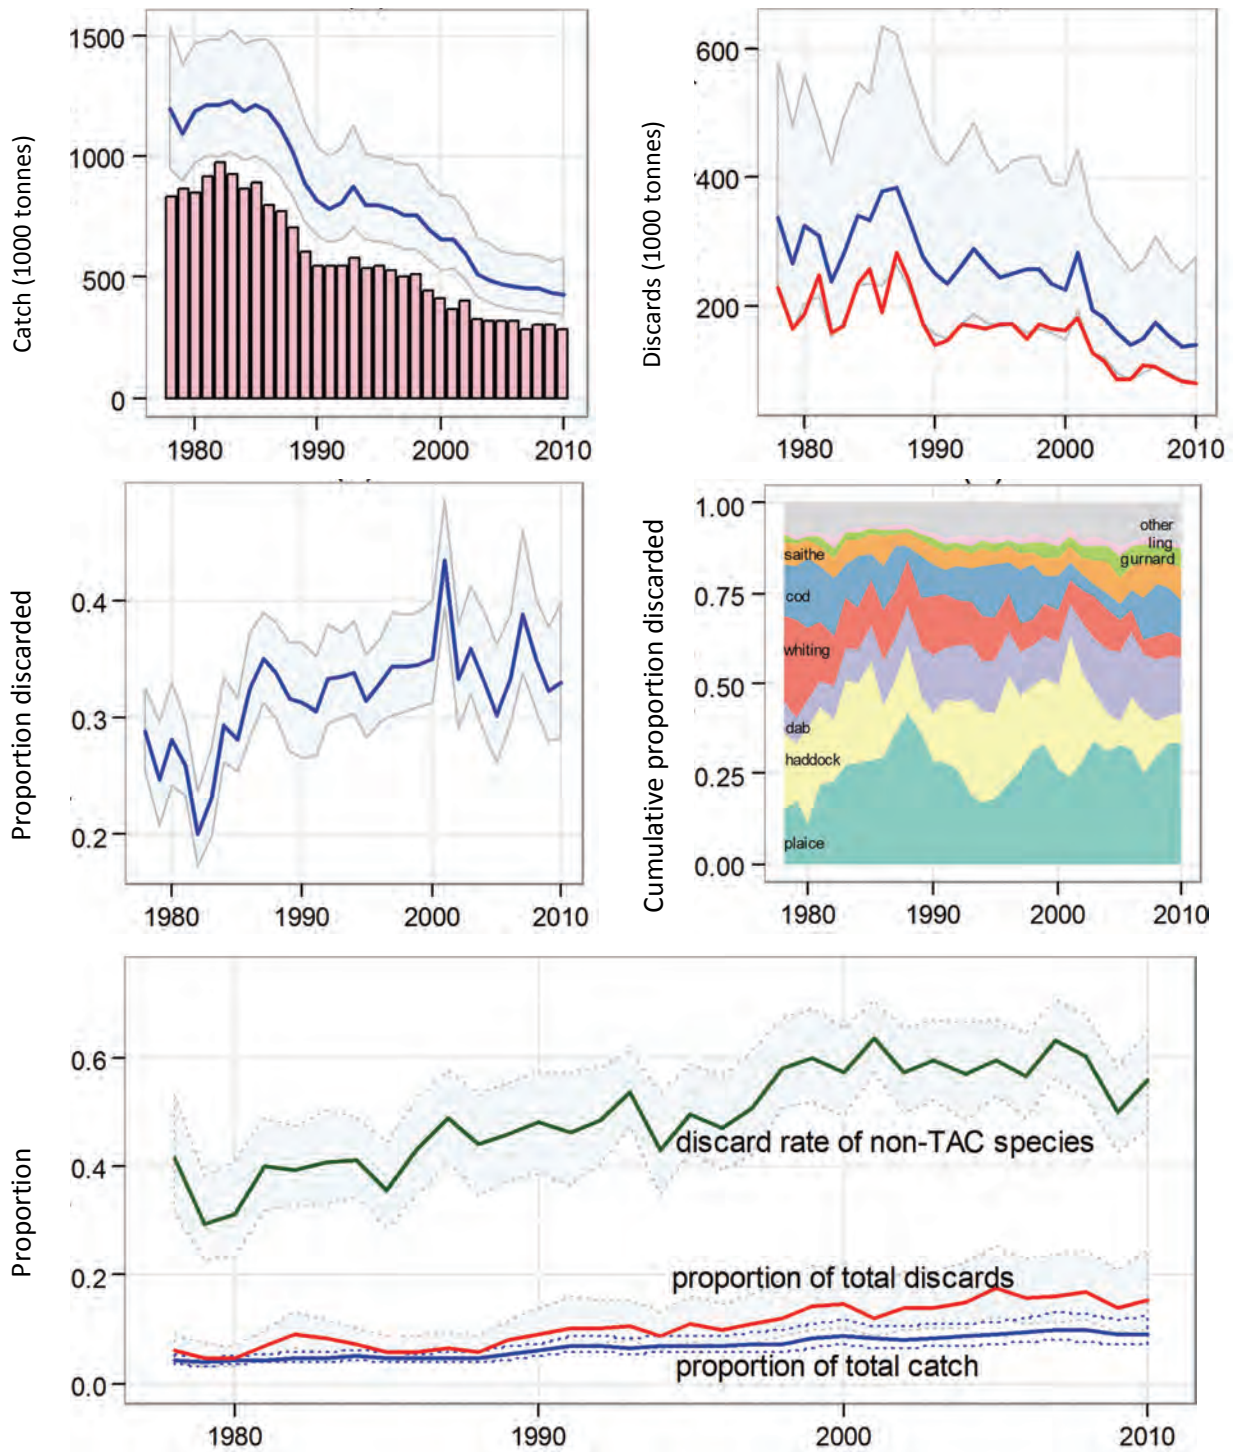 Catch (1000 tonnes)
1500
1000
500
0
1980
1990
2000
2010
Discards (1000 tonnes)
600
400
200
1980
1990
2000
2010
Proportion discarded
0.4
0.3
0.2
1980
1990
2000
2010
Cumulative proportion discarded
1.00
0.75
0.50
0.25
0.00
other
ling
gurnard
saithe
cod
whiting
dab
haddock
plaice
1980
1990
2000
2010
Proportion
0.6
0.4
0.2
0.0
discard rate of non-TAC species
proportion of total discards
proportion of total catch
1980
1990
2000
2010